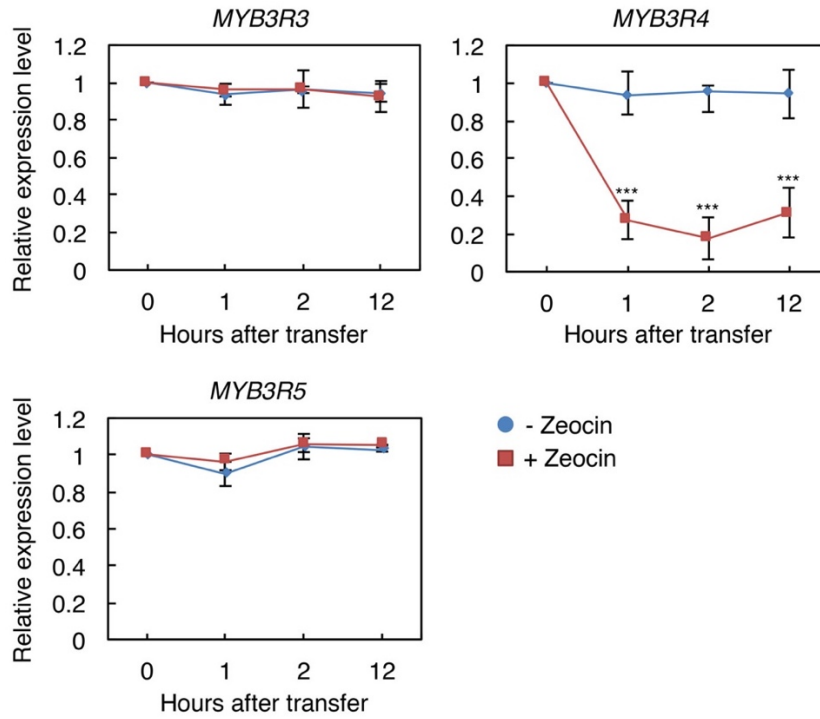 MYB3R3
Relative expression level
1.2
1
0.8
0.6
0.4
0.2
0
0 1 2 12
Hours after transfer
MYB3R4
1.2
1
0.8
0.6
0.4
0.2
0
*** *** ***
0 1 2 12
Hours after transfer
MYB3R5
Relative expression level
1.2
1
0.8
0.6
0.4
0.2
0
0 1 2 12
Hours after transfer
- Zeocin
+ Zeocin